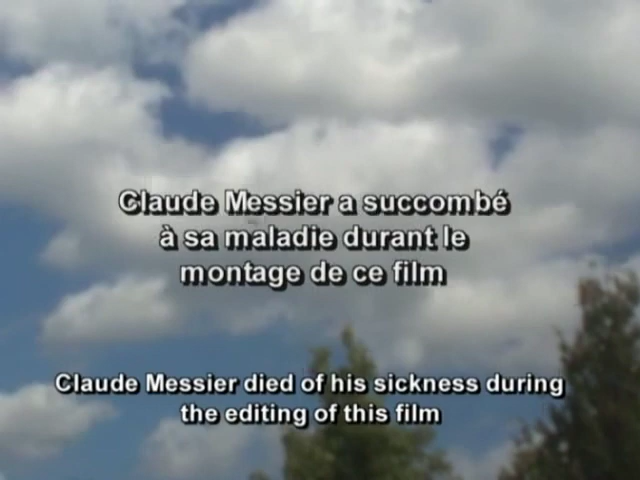 Claude Messier a succombé
à sa maladie durant le
montage de ce film
Claude Messier died of his sickness during
the editing of this film